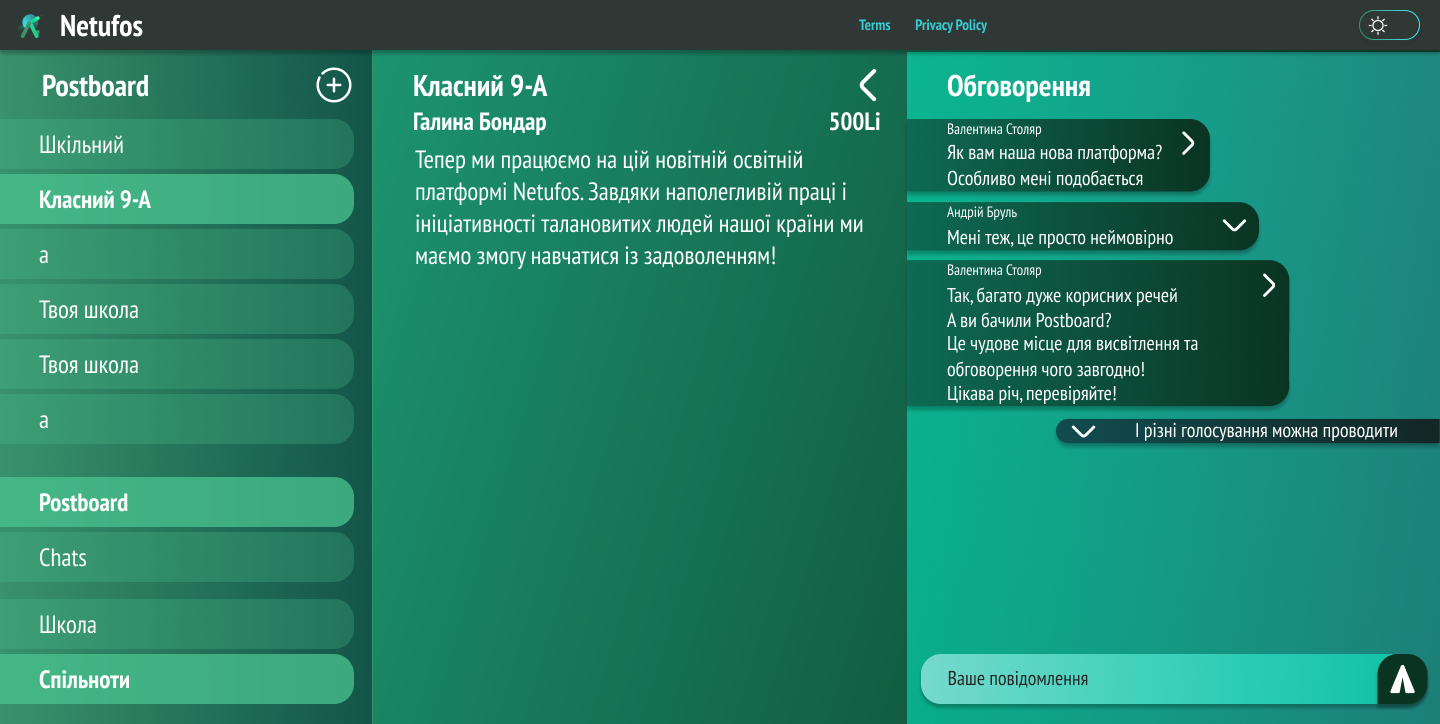 Netufos
Terms
Privacy Policy
Postboard
Шкільний
Класний 9-А
а
Твоя школа
Твоя школа
а
Postboard
Chats
Школа
Спільноти
Класний 9-А
Галина Бондар
500Li
Тепер ми працюємо на цій новітній освітній
платформі Netufos. Завдяки наполегливій праці і
ініціативності талановитих людей нашої країни ми
маємо змогу навчатися із задоволенням!
Обговорення
Валентина Столяр
Як вам наша нова платформа?
Особливо мені подобається
Андрій Бруль
Мені теж, це просто неймовірно
Валентина Столяр
Так, багато дуже корисних речей
А ви бачили Postboard?
Це чудове місце для висвітлення та
обговорення чого завгодно!
Цікава річ, перевіряйте!
І різні голосування можна проводити
Ваше повідомлення